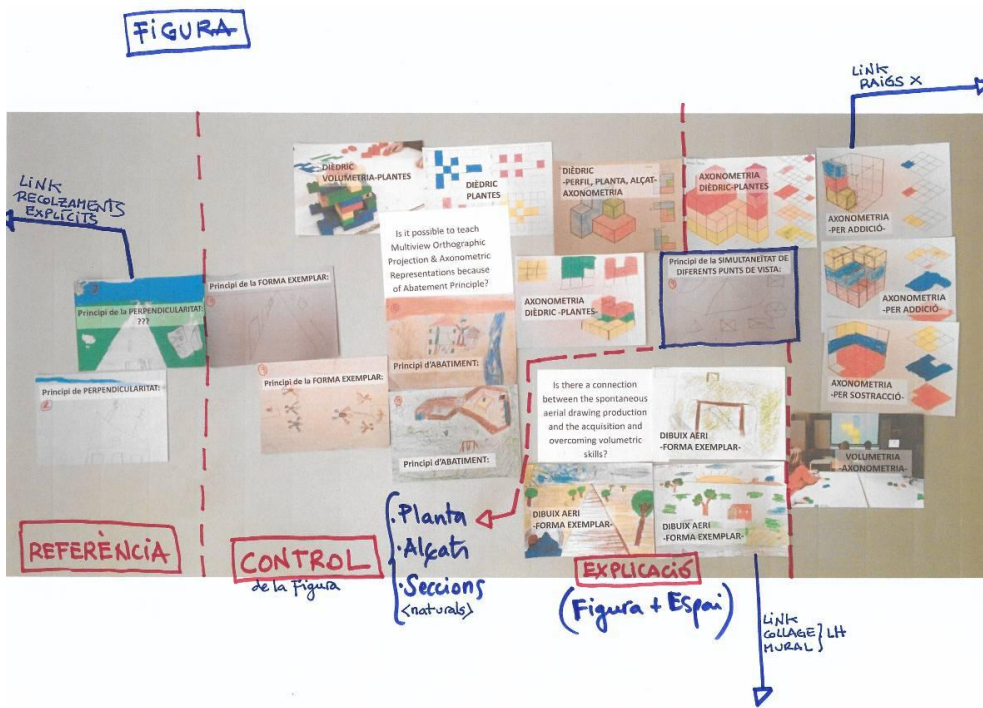 FiGURA
LiNK
RAiGS X
LiNK
RECOLZAMENTS
EXPLÍCITS
DIÈDRIC
VOLUMETRIA-PLANTES
DIÈDRIC
PLANTES
DIÈDRIC
-PERFIL, PLANTA, ALÇAT-
AXONOMETRIA
AXONOMETRIA
DIÈDRIC-PLANTES
AXONOMETRIA
-PER ADDICIÓ-
Is it possible to teach
Multiview Orthographic
Projection & Axonometric
Representations because
of Abatement Principle?
Principi de la PERPENDICULARITAT:
???
Principi de la FORMA EXEMPLAR:
AXONOMETRIA
DIÈDRIC -PLANTES
Principi de la SIMULTANEÏTAT DE
DIFERENTS PUNTS DE VISTA:
AXONOMETRIA
-PER ADDICIÓ-
Principi de PERPENDICULARITAT:
Principi de la FORMA EXEMPLAR:
Principi d'ABATIMENT:
Principi d'ABATIMENT:
Is there a connection
between the spontaneous
aerial drawing production
and the acquisition and
overcoming volumetric
skills?
DIBUIX AERI
-FORMA EXEMPLAR-
AXONOMETRIA
-PER SOSTRACCIÓ-
VOLUMETRIA
-AXONOMETRIA-
DIBUIX AERI
-FORMA EXEMPLAR-
DIBUIX AERI
-FORMA EXEMPLAR-
REFERÈNCIA
CONTROL
de la Figura
·Planta
·Alçats
·Seccions
<naturals>
EXPLICACIÓ
(Figura + Espai)
LiNK
COLLAGE } LH
MURAL